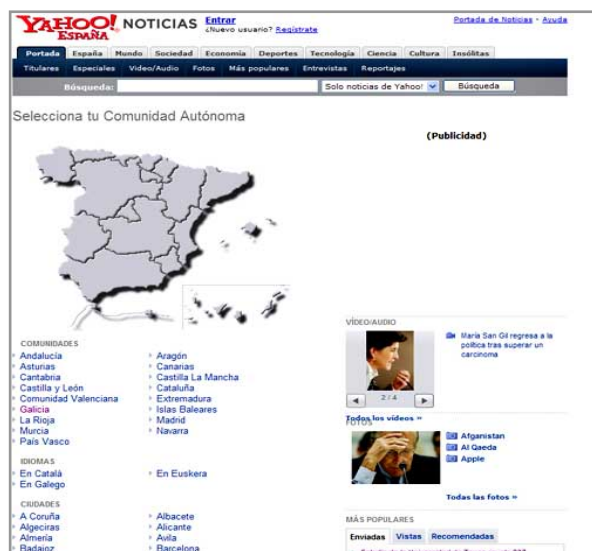 YAHOO! NOTICIAS
ESPAÑA
Entrar
¿Nuevo usuario? Regístrate
Portada de Noticias - Ayuda
Portada España Mundo Sociedad Economía Deportes Tecnología Ciencia Cultura Insólitas
Titulares Especiales Video/Audio Fotos Más populares Entrevistas Reportajes
Búsqueda: Solo noticias de Yahoo! Búsqueda
Selecciona tu Comunidad Autónoma
(Publicidad)
COMUNIDADES
Andalucía
Aragón
Asturias
Canarias
Cantabria
Castilla La Mancha
Castilla y León
Cataluña
Comunidad Valenciana
Extremadura
Galicia
Islas Baleares
La Rioja
Madrid
Murcia
Navarra
País Vasco
IDIOMAS
En Catalá
En Euskera
En Galego
CIUDADES
A Coruña
Albacete
Algeciras
Alicante
Almería
Avila
Badajoz
Barcelona
VÍDEO/AUDIO
María San Gil regresa a la
política tras superar un
carcinoma
2 / 4
Todos los vídeos »
FOTOS
Afganistan
Al Qaeda
Apple
Todas las fotos »
MÁS POPULARES
Enviadas Vistas Recomendadas